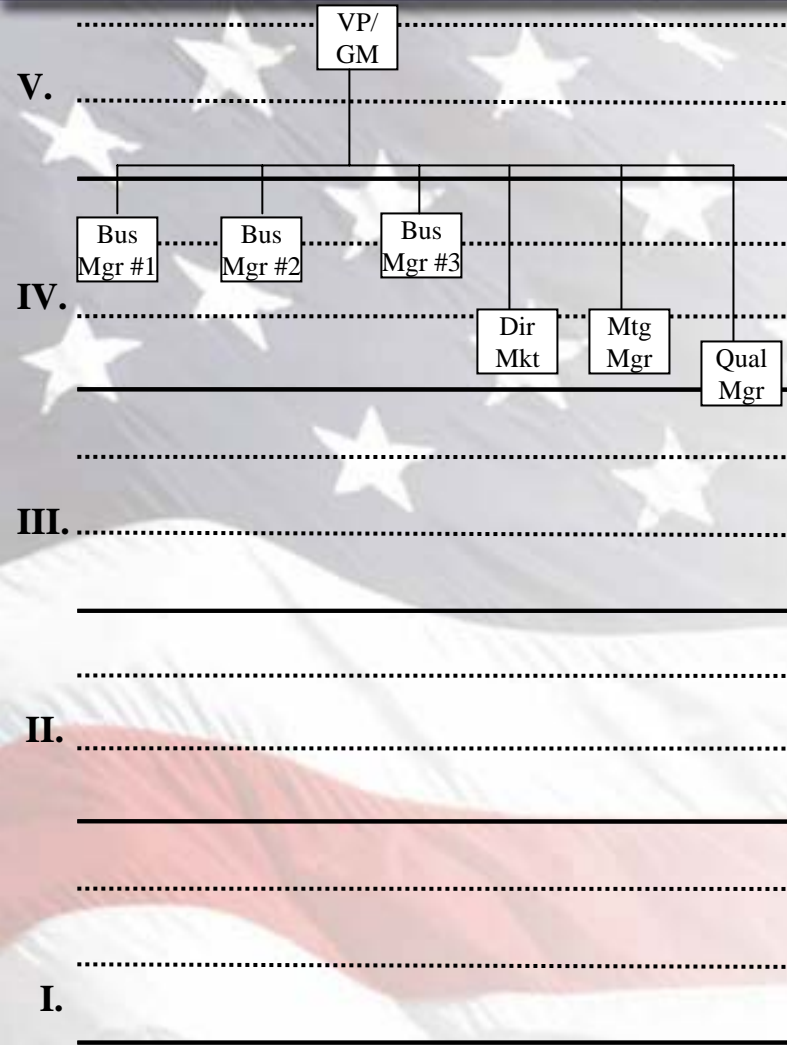 VP/
GM
V.
Bus
Mgr #1
Bus
Mgr #2
Bus
Mgr #3
IV.
Dir
Mkt
Mtg
Mgr
Qual
Mgr
III.
II.
I.